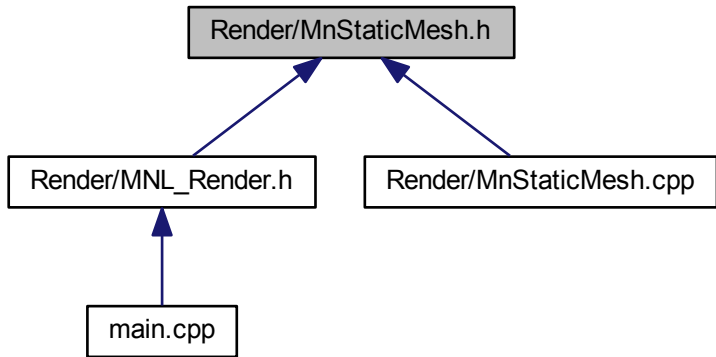 Render/MnStaticMesh.h
Render/MNL_Render.h
Render/MnStaticMesh.cpp
main.cpp